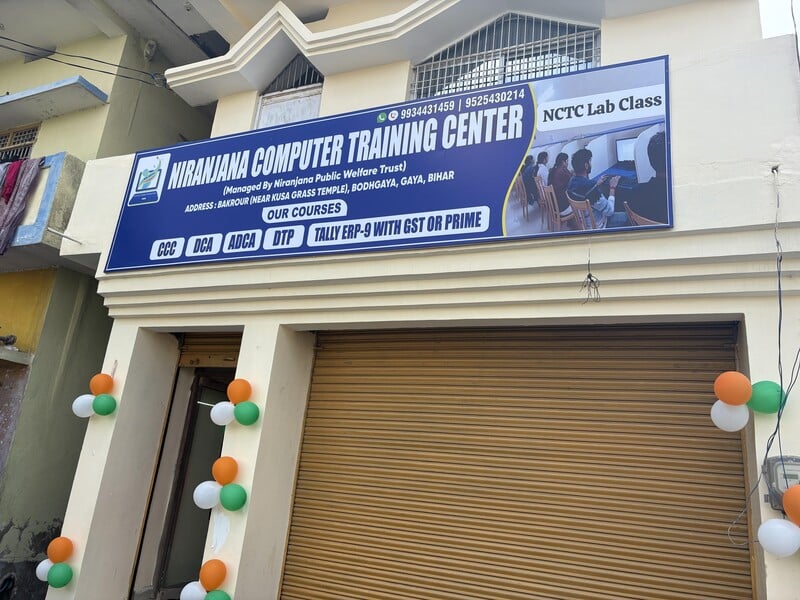 9934431459 | 9525430214
NIRANJANA COMPUTER TRAINING CENTER
(Managed By Niranjana Public Welfare Trust)
ADDRESS : BAKROUR (NEAR KUSA GRASS TEMPLE), BODHGAYA, GAYA, BIHAR
OUR COURSES
CCC DCA ADCA DTP TALLY ERP-9 WITH GST OR PRIME
NCTC Lab Class